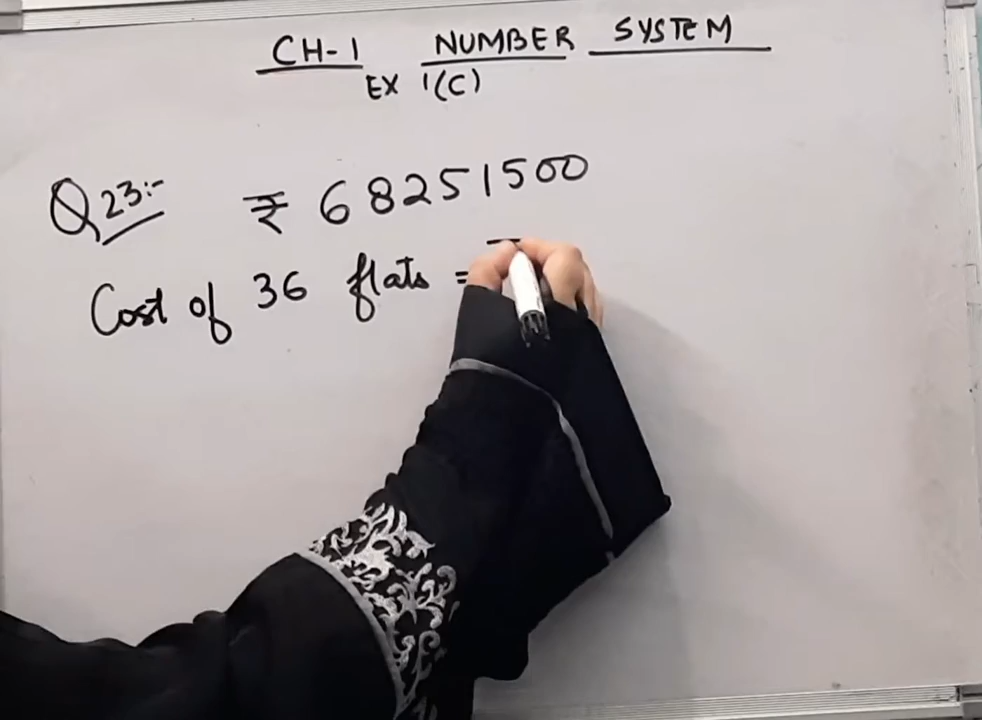 CH-1 NUMBER SYSTEM
EX 1(C)
Q23:- ₹ 68251500
Cost of 36 flats =